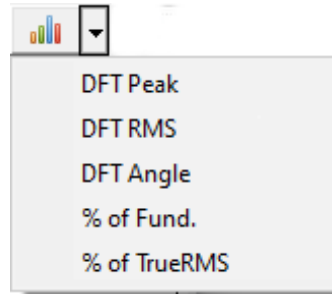 DFT Peak
DFT RMS
DFT Angle
% of Fund.
% of TrueRMS